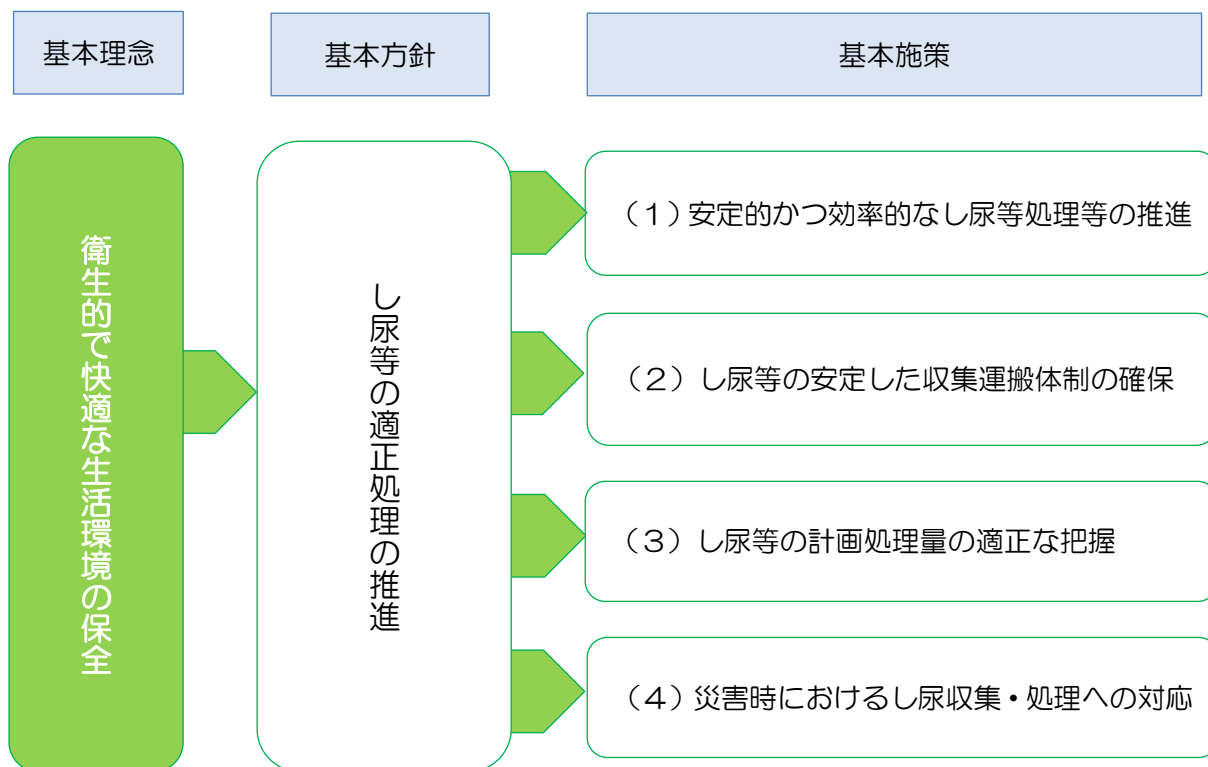 基本理念
基本方針
基本施策
衛生的で快適な生活環境の保全
し尿等の適正処理の推進
（１）安定的かつ効率的なし尿等処理等の推進
（２）し尿等の安定した収集運搬体制の確保
（３）し尿等の計画処理量の適正な把握
（４）災害時におけるし尿収集・処理への対応